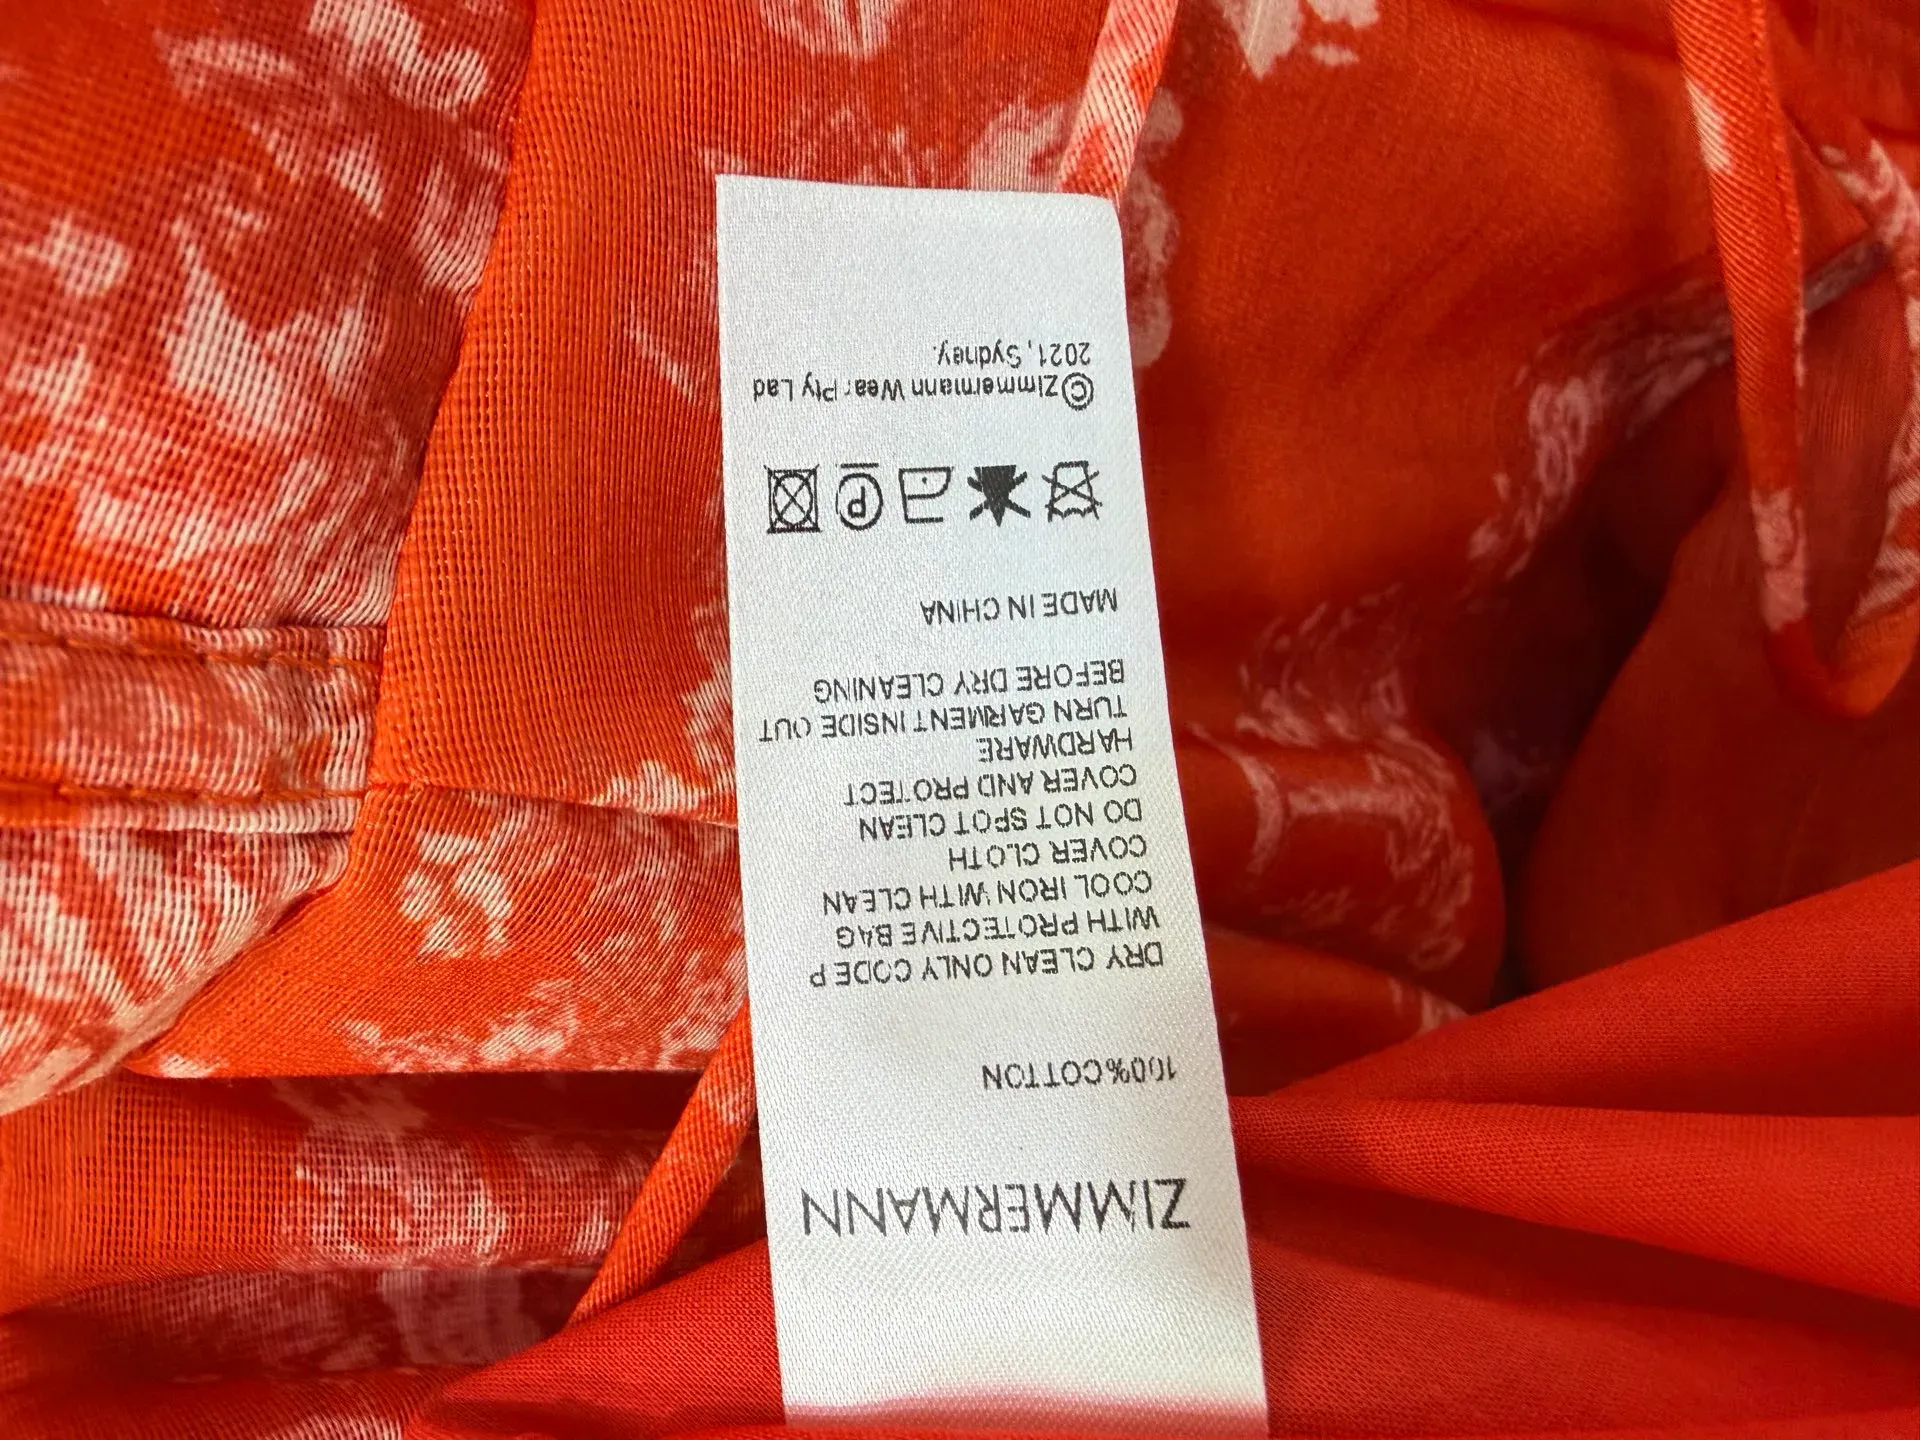 ZIMMERMANN
100%COTTON
DRY CLEAN ONLY CODE P
WITH PROTECTIVE BAG
COOL IRON WITH CLEAN
COVER CLOTH
DO NOT SPOT CLEAN
COVER AND PROTECT
HARDWARE
TURN GARMENT INSIDE OUT
BEFORE DRY CLEANING
MADE IN CHINA
P
©Zimmermann Wear Pty Lad
2021, Sydney.